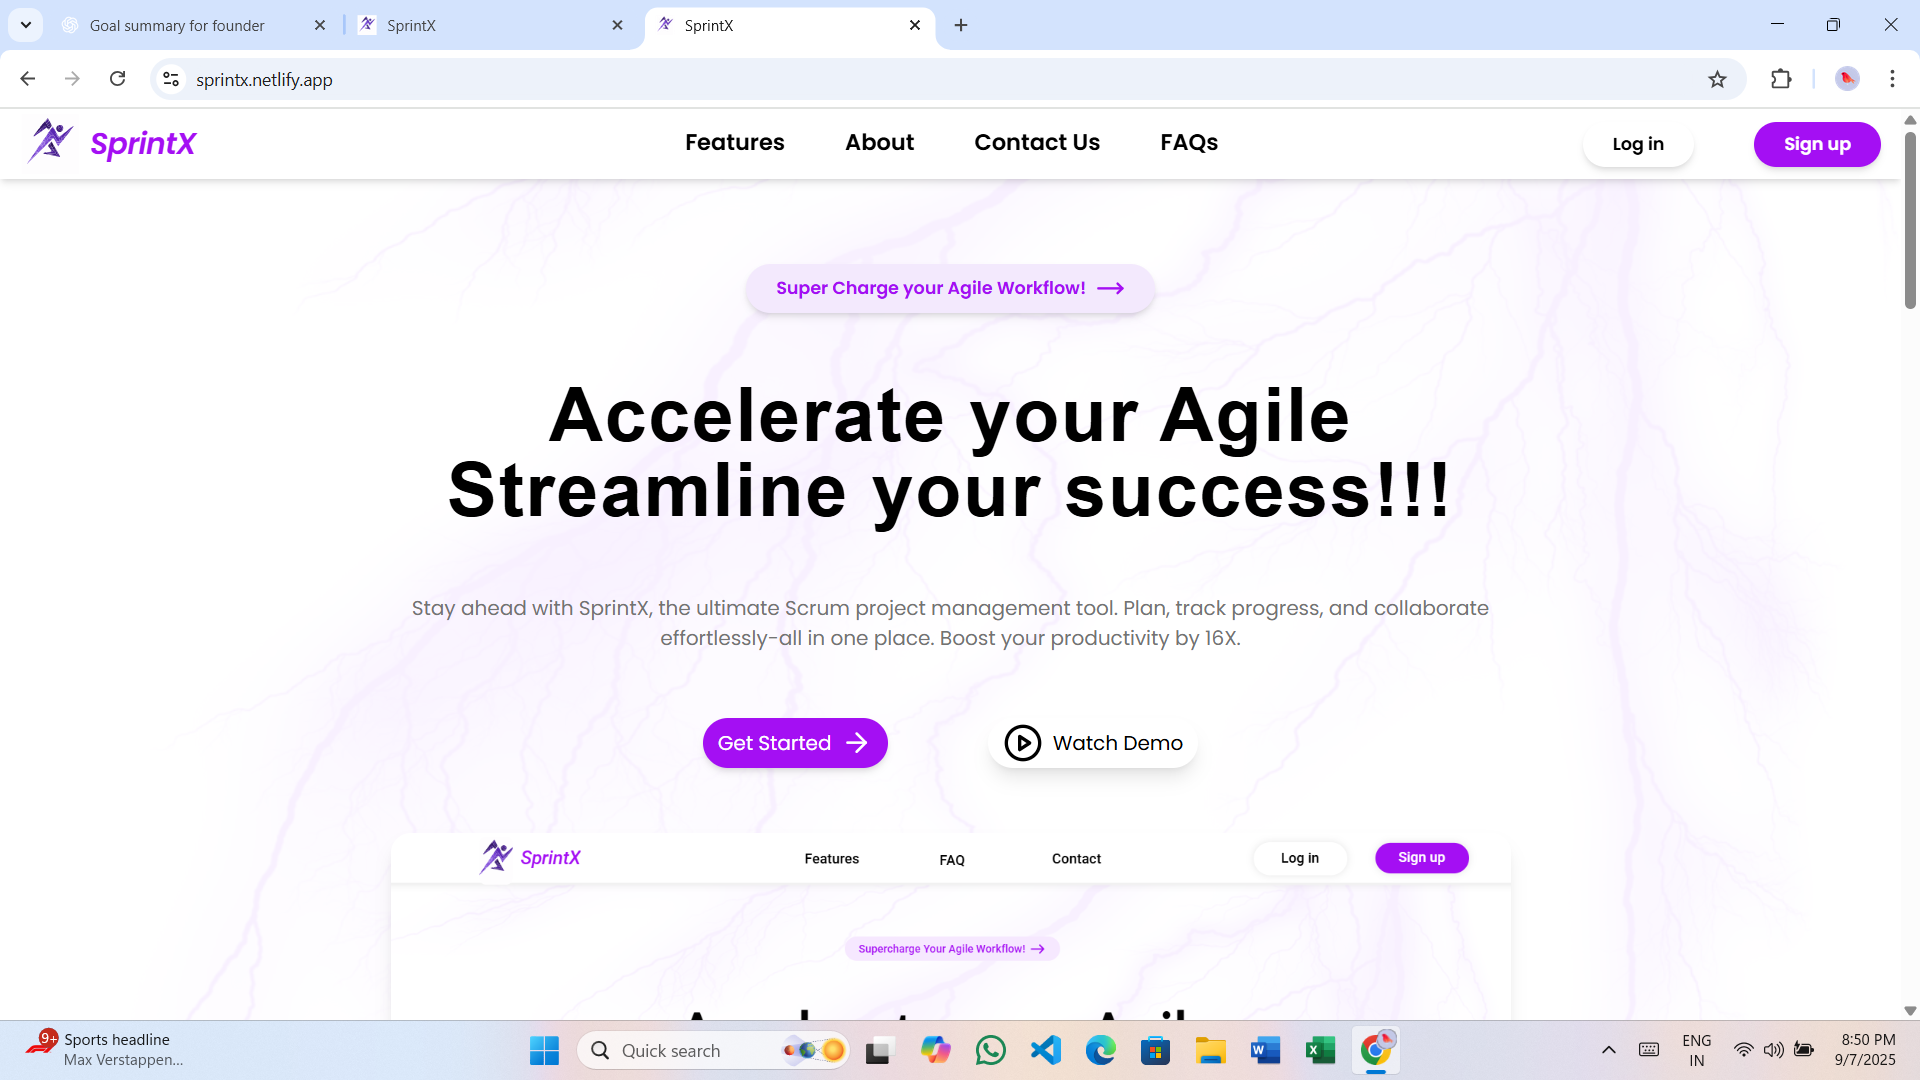 Goal summary for founder
SprintX
SprintX
sprintx.netlify.app
SprintX
Features
About
Contact Us
FAQs
Log in
Sign up
Super Charge your Agile Workflow!
Accelerate your Agile
Streamline your success!!!
Stay ahead with SprintX, the ultimate Scrum project management tool. Plan, track progress, and collaborate
effortlessly-all in one place. Boost your productivity by 16X.
Get Started
Watch Demo
SprintX
Features
FAQ
Contact
Log in
Sign up
Supercharge Your Agile Workflow!
9+
Sports headline
Max Verstappen...
Quick search
ENG
IN
8:50 PM
9/7/2025